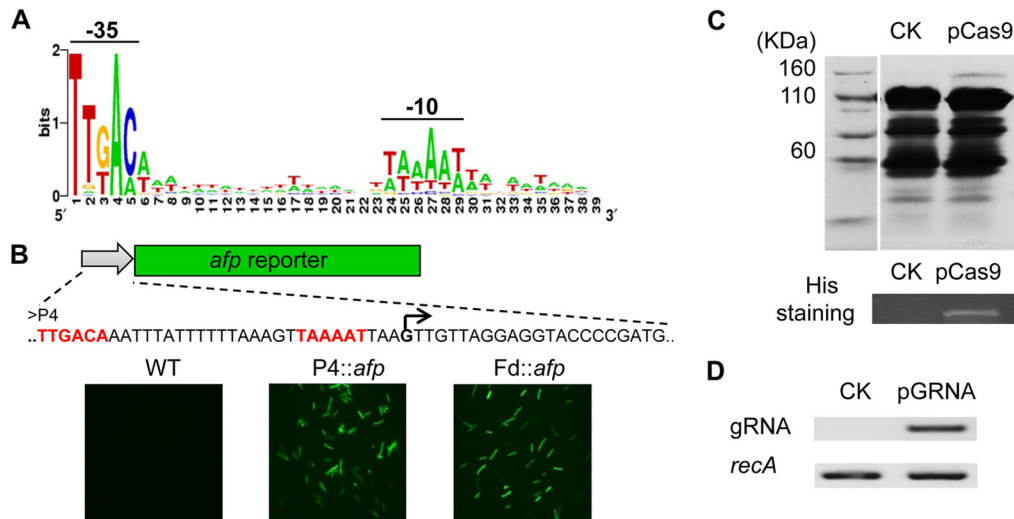 A
-35
2
1
0
bits
T T G A C A
-10
T A A A A T
5′
1 2 3 4 5 6 7 8 9 10 11 12 13 14 15 16 17 18 19 20 21 22 23 24 25 26 27 28 29 30 31 32 33 34 35 36 37 38 39
3′
B
afp reporter
>P4
..TTGACAAATTTATTTTTTAAAGTTAAAATTAAGTTGTTAGGAGGTACCCCGATG..
WT P4::afp Fd::afp
C
(KDa) CK pCas9
160
110
60
CK pCas9
His
staining
D
CK pGRNA
gRNA
recA